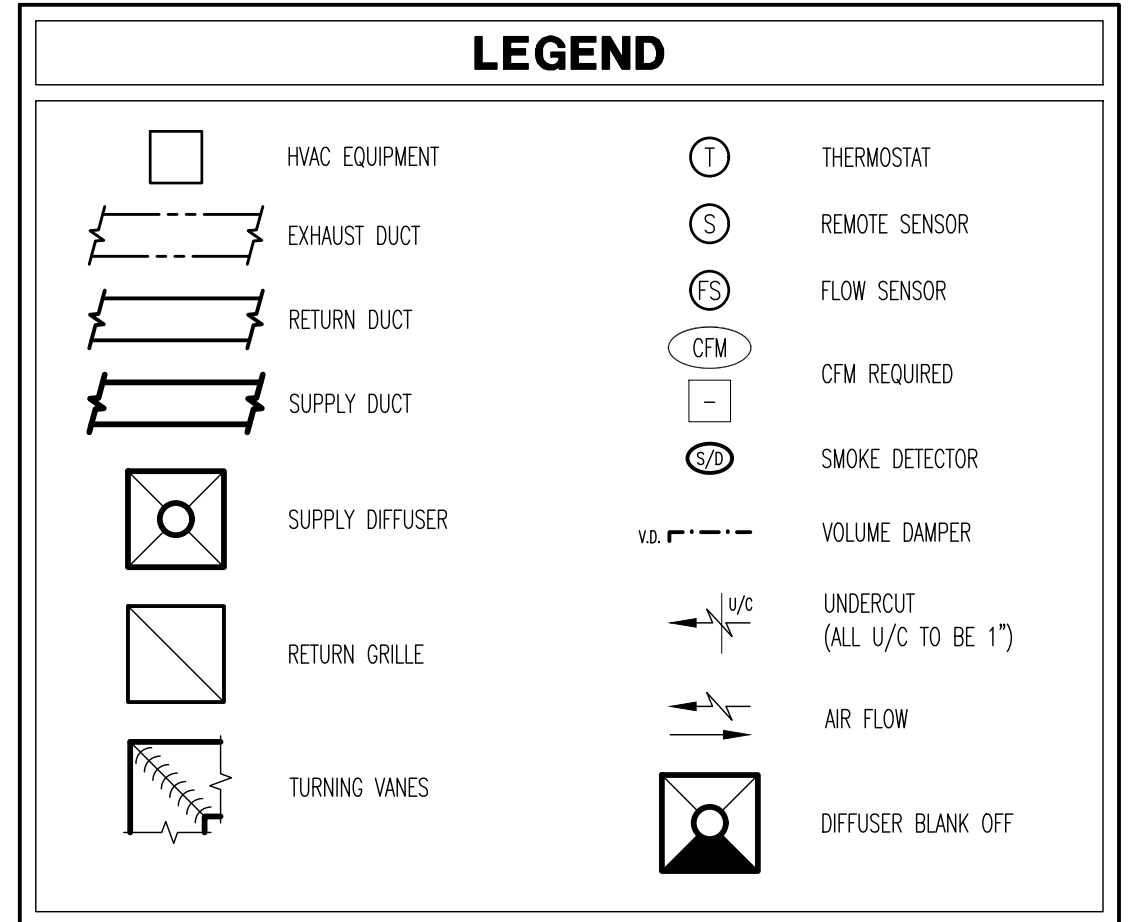 LEGEND
HVAC EQUIPMENT
EXHAUST DUCT
RETURN DUCT
SUPPLY DUCT
SUPPLY DIFFUSER
RETURN GRILLE
TURNING VANES
T THERMOSTAT
S REMOTE SENSOR
FS FLOW SENSOR
CFM
CFM REQUIRED
-
S/D SMOKE DETECTOR
V.D. VOLUME DAMPER
U/C UNDERCUT
(ALL U/C TO BE 1")
AIR FLOW
DIFFUSER BLANK OFF